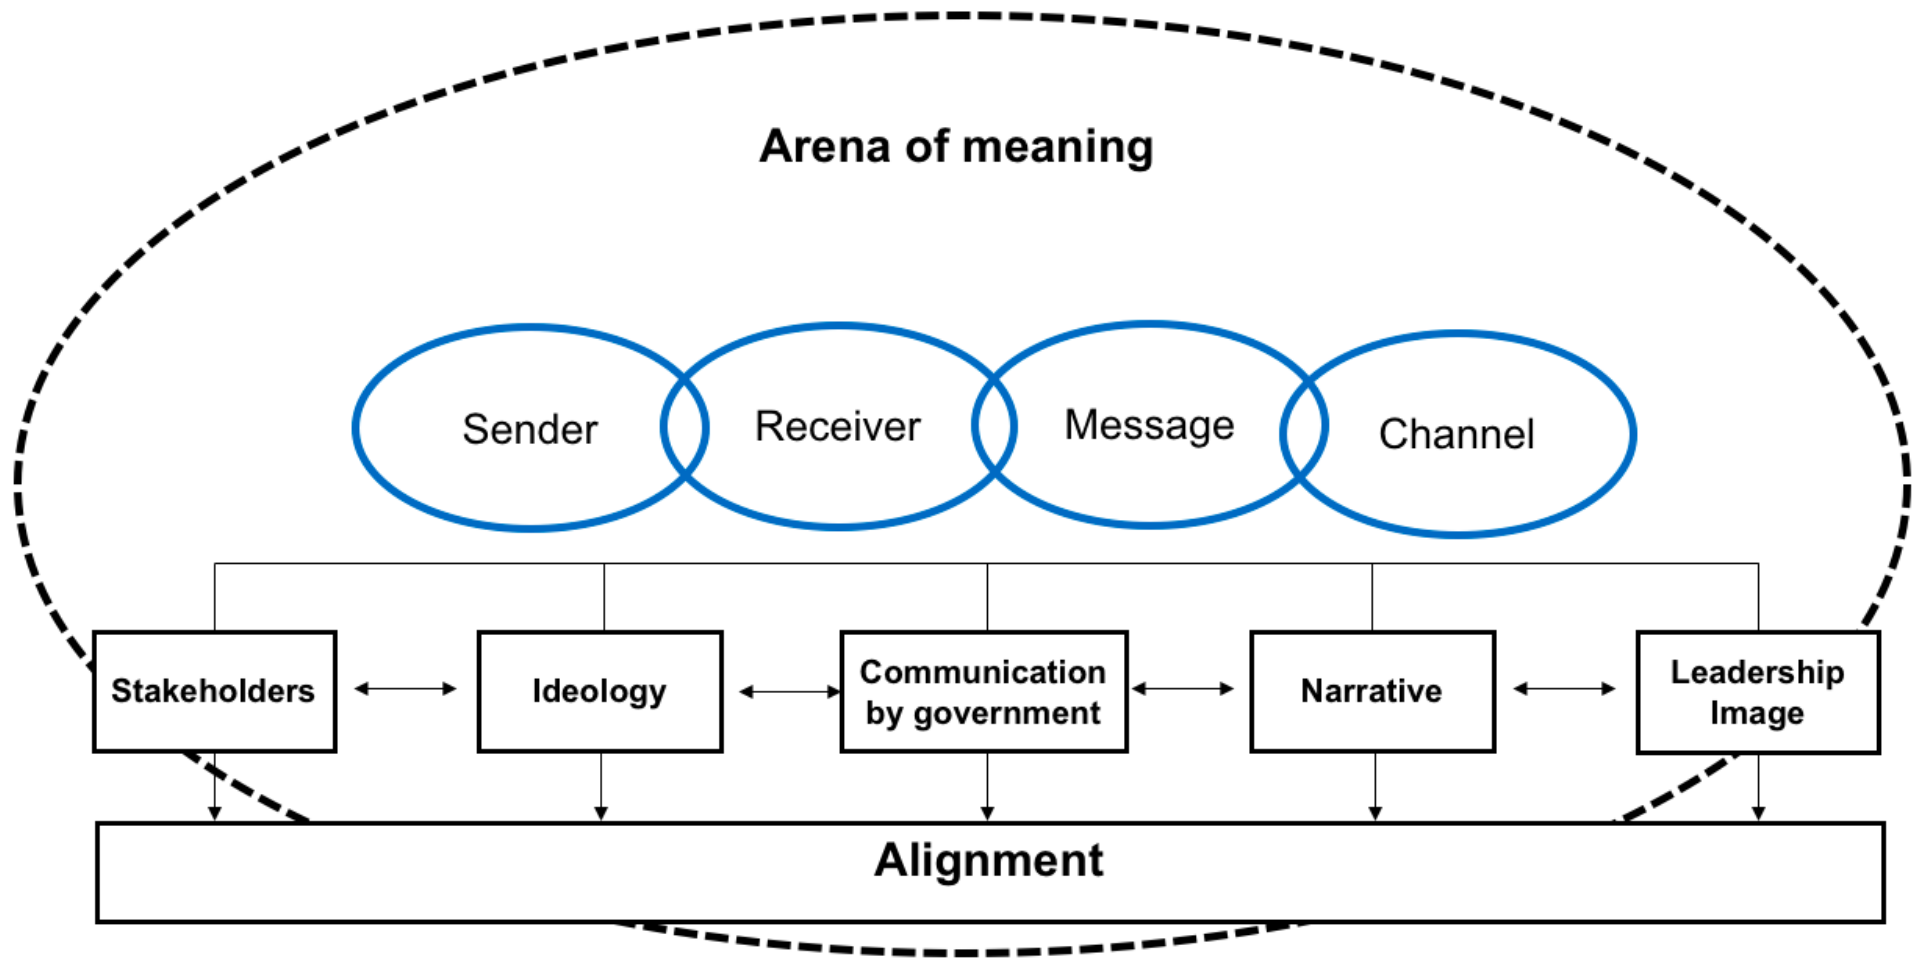 Arena of meaning
Sender
Receiver
Message
Channel
Stakeholders
Ideology
Communication
by government
Narrative
Leadership
Image
Alignment